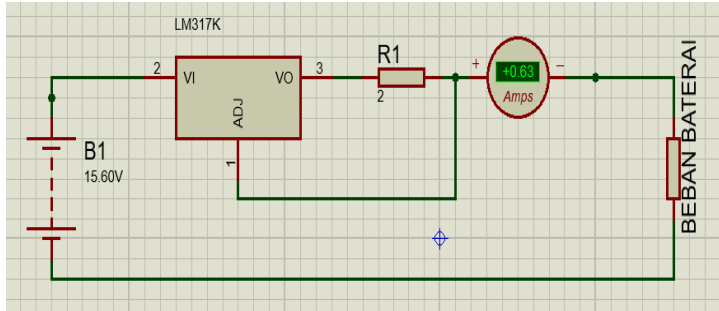 LM317K
2
VI
VO
3
ADJ
1
R1
2
+
+0.63
Amps
−
B1
15.60V
BEBAN BATERAI